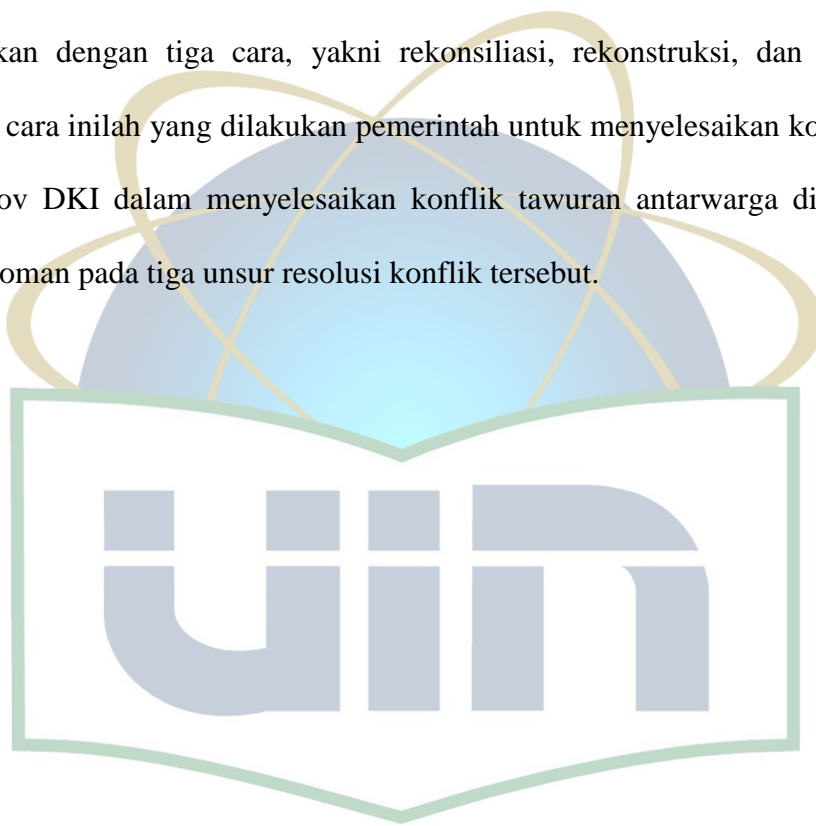 kan dengan tiga cara, yakni rekonsiliasi, rekonstruksi, dan
cara inilah yang dilakukan pemerintah untuk menyelesaikan ko
ov DKI dalam menyelesaikan konflik tawuran antarwarga di
oman pada tiga unsur resolusi konflik tersebut.
uin